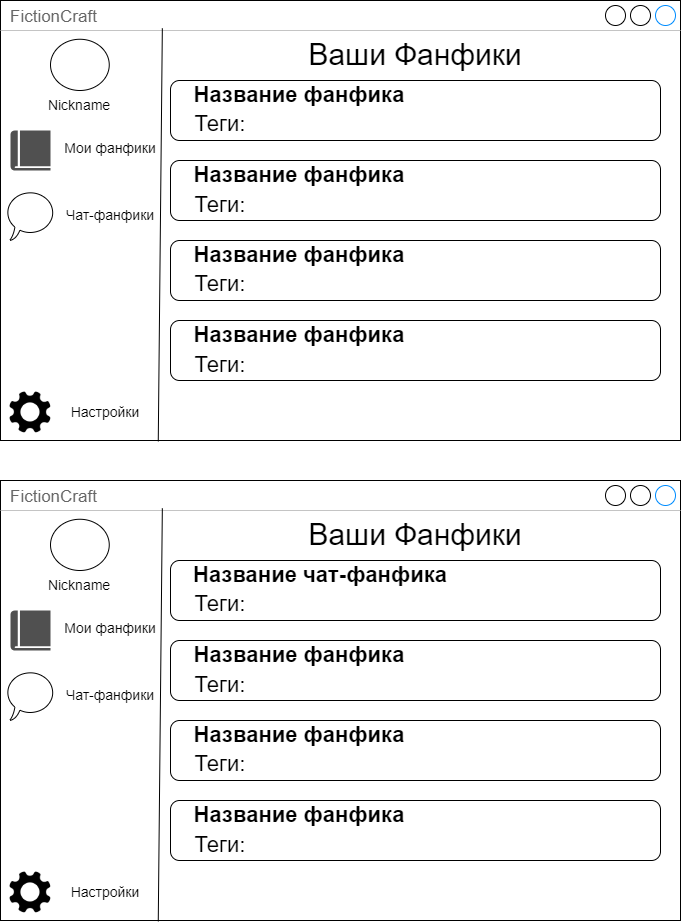 FictionCraft
Ваши Фанфики
Nickname
Мои фанфики
Чат-фанфики
Настройки
Название фанфика
Теги:
Название фанфика
Теги:
Название фанфика
Теги:
Название фанфика
Теги:
FictionCraft
Ваши Фанфики
Nickname
Мои фанфики
Чат-фанфики
Настройки
Название чат-фанфика
Теги:
Название фанфика
Теги:
Название фанфика
Теги:
Название фанфика
Теги: